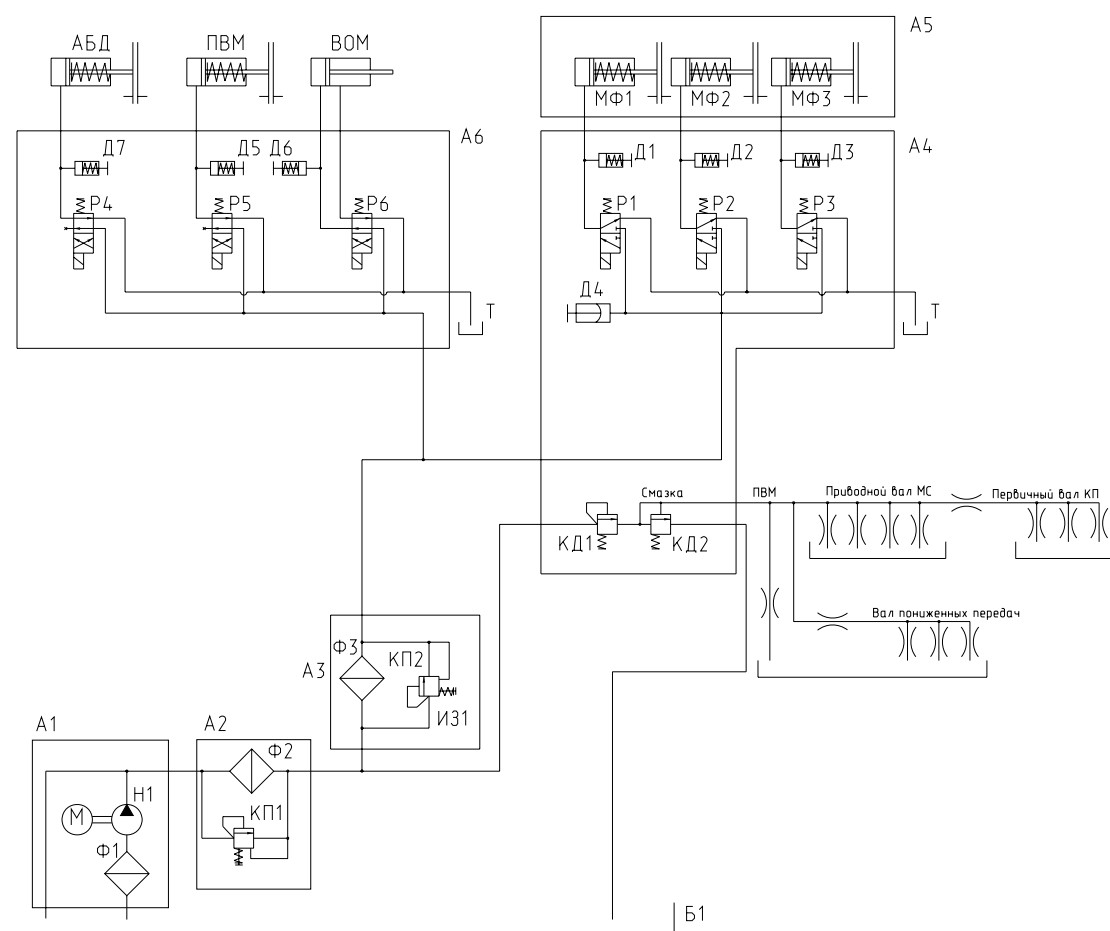 АБД ПВМ ВОМ
А5
МФ1 МФ2 МФ3
А6
А4
Д7 Д5 Д6
Д1 Д2 Д3
Р4 Р5 Р6
Р1 Р2 Р3
Д4
Т
Т
Смазка
ПВМ
Приводной вал МС
Первичный вал КП
КД1
КД2
Вал пониженных передач
Ф3
КП2
А3
ИЗ1
А1
А2
Ф2
Н1
М
КП1
Ф1
Б1